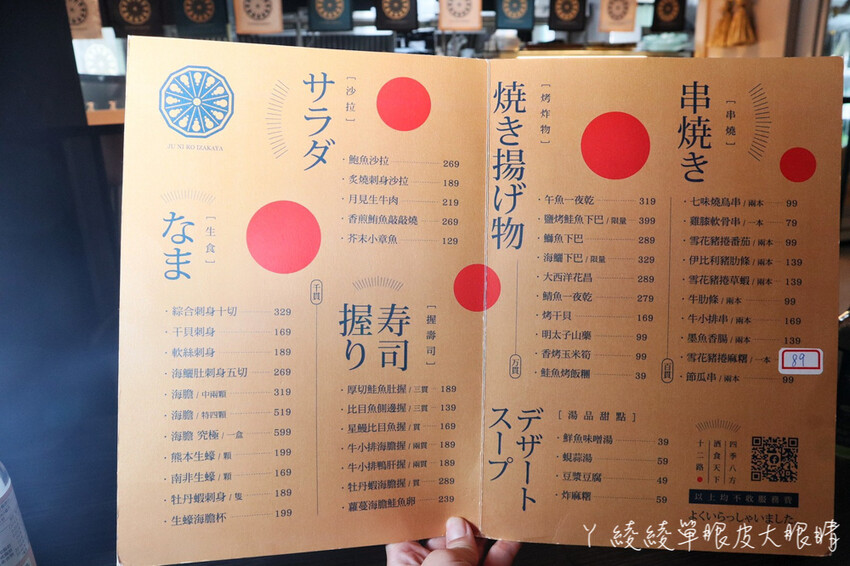 JU NI RO IZAKAYA
なま
[生食]
・綜合刺身十切 329
・干貝刺身 169
・軟絲刺身 189
・海鱺肚刺身五切 269
・海膽/中兩顆 319
・海膽/特四顆 519
・海膽 究極/一盒 599
・熊本生蠔/顆 199
・南非生蠔/顆 169
・牡丹蝦刺身/隻 189
・生蠔海膽杯 199
サラダ
[沙拉]
・鮑魚沙拉 269
・炙燒刺身沙拉 189
・月見生牛肉 219
・香煎鮪魚敲敲燒 269
・芥末小章魚 129
千貫
寿司
握り
[握壽司]
・厚切鮭魚肚握/三貫 189
・比目魚側邊握/三貫 139
・星鰻比目魚握/貫 169
・牛小排海膽握/兩貫 189
・牛小排鴨肝握/兩貫 189
・牡丹蝦海膽握/貫 289
・蘿蔓海膽鮭魚卵 239
焼き揚げ物
[烤炸物]
・午魚一夜乾 319
・鹽烤鮭魚下巴/限量 399
・鰤魚下巴 289
・海鱺下巴/限量 329
・大西洋花昌 289
・鯖魚一夜乾 279
・烤干貝 169
・明太子山藥 99
・香烤玉米筍 99
・鮭魚烤飯糰 39
万貫
デザート
スープ
[湯品甜點]
・鮮魚味噌湯 39
・蜆蒜湯 59
・豆漿豆腐 49
・炸麻糬 59
串焼き
[串燒]
・七味燒鳥串/兩本 99
・雞膝軟骨串/一本 79
・雪花豬捲番茄/兩本 99
・伊比利豬肋條/兩本 139
・雪花豬捲草蝦/兩本 139
・牛肋條/兩本 99
・牛小排串/兩本 169
・墨魚香腸/兩本 139
・雪花豬捲麻糬/一本 89
・節瓜串/兩本 99
百貫
四季八方
酒食天下
十二路
以上均不收服務費
よくいらっしゃいました
ㄚ綾綾單眼皮大眼睛